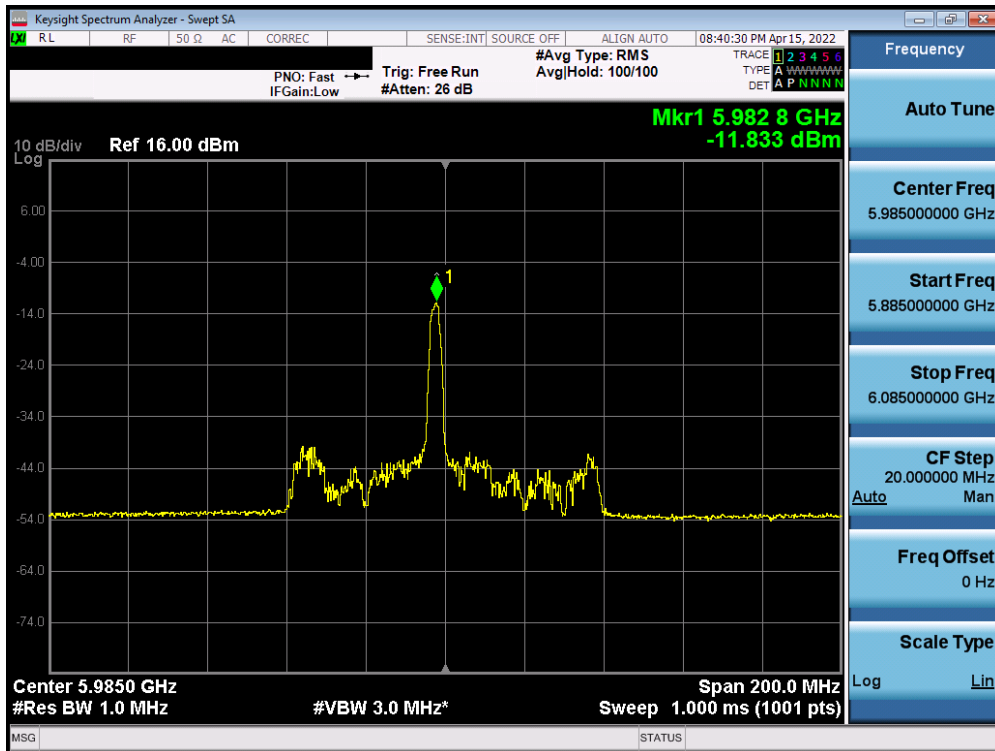 Keysight Spectrum Analyzer - Swept SA
LXI RL RF 50 Ω AC CORREC SENSE:INT SOURCE OFF ALIGN AUTO 08:40:30 PM Apr 15, 2022
#Avg Type: RMS TRACE 1 2 3 4 5 6
PNO: Fast Trig: Free Run Avg|Hold: 100/100 TYPE A WWWWW
IFGain:Low #Atten: 26 dB DET A P N N N N
Mkr1 5.982 8 GHz
-11.833 dBm
10 dB/div Ref 16.00 dBm
Log
1
6.00
-4.00
-14.0
-24.0
-34.0
-44.0
-54.0
-64.0
-74.0
Center 5.9850 GHz Span 200.0 MHz
#Res BW 1.0 MHz #VBW 3.0 MHz* Sweep 1.000 ms (1001 pts)
MSG STATUS
Frequency
Auto Tune
Center Freq
5.985000000 GHz
Start Freq
5.885000000 GHz
Stop Freq
6.085000000 GHz
CF Step
20.000000 MHz
Auto Man
Freq Offset
0 Hz
Scale Type
Log Lin